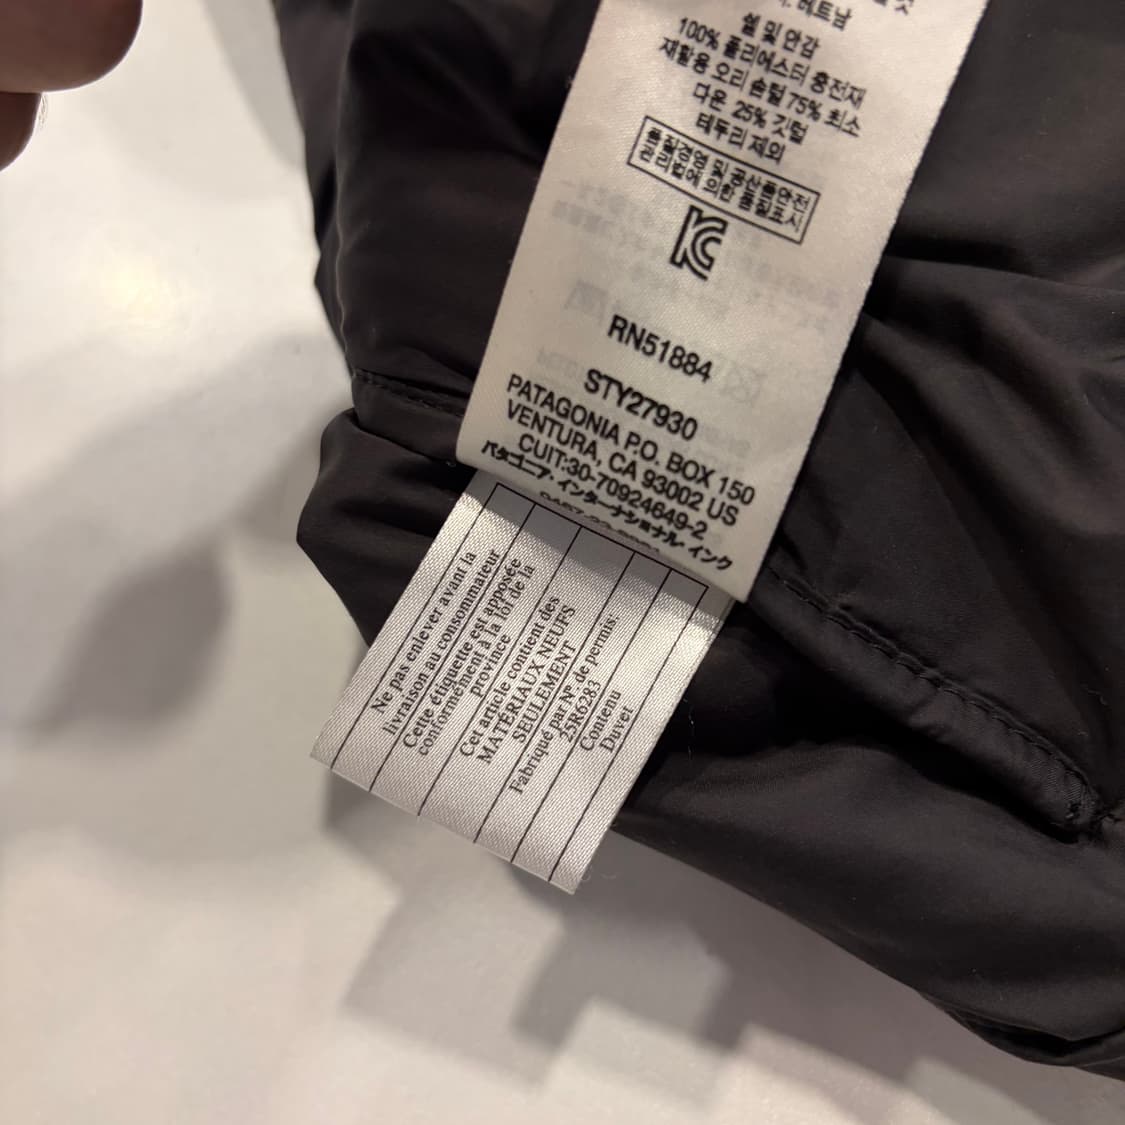 베트남
쉘 및 안감
100% 폴리에스터 충전재
재활용 오리 솜털 75% 최소
다운 25% 깃털
테두리 제외
품질경영 및 공산품안전
관리법에 의한 품질표시
RN51884
STY27930
PATAGONIA P.O. BOX 150
VENTURA, CA 93002 US
CUIT:30-70924649-2
パタゴニア・インターナショナル・インク
Ne pas enlever avant la
livraison au consommateur
Cette étiquette est apposée
conformément à la loi de la
province
Cet article contient des
MATÉRIAUX NEUFS
SEULEMENT
Fabriqué par N° de permis:
25R6283
Contenu
Duvet